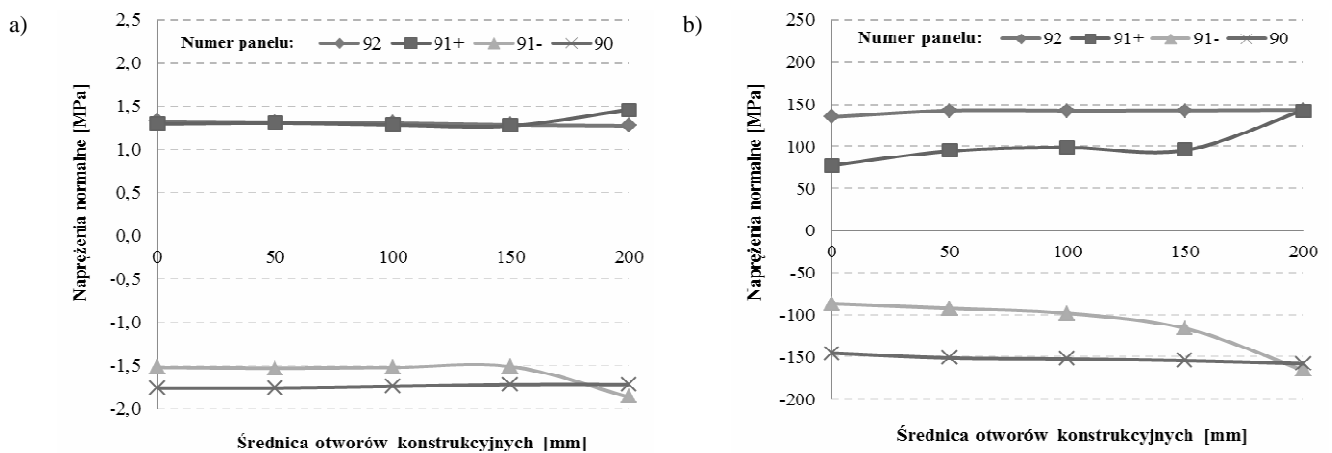 a)
2,5
2,0
1,5
1,0
0,5
0,0
-0,5
-1,0
-1,5
-2,0
Naprężenia normalne [MPa]
Numer panelu: 92 91+ 91- 90
0 50 100 150 200
Średnica otworów konstrukcyjnych [mm]
b)
250
200
150
100
50
0
-50
-100
-150
-200
Naprężenia normalne [MPa]
Numer panelu: 92 91+ 91- 90
0 50 100 150 200
Średnica otworów konstrukcyjnych [mm]